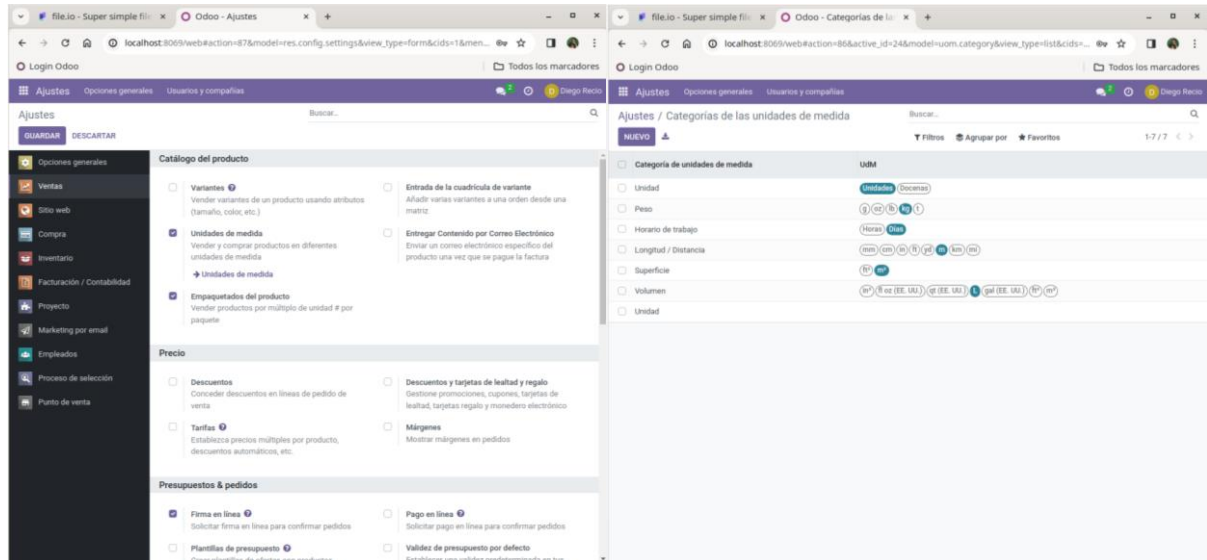 file.io - Super simple file
Odoo - Ajustes
localhost:8069/web#action=87&model=res.config.settings&view_type=form&cids=1&men...
Login Odoo
Todos los marcadores
Ajustes Opciones generales Usuarios y compañías 2 D Diego Recio
Ajustes
Buscar...
GUARDAR DESCARTAR
Opciones generales
Ventas
Sitio web
Compra
Inventario
Facturación / Contabilidad
Proyecto
Marketing por email
Empleados
Proceso de selección
Punto de venta
Catálogo del producto
Variantes
Vender variantes de un producto usando atributos
(tamaño, color, etc.)
Entrada de la cuadrícula de variante
Añadir varias variantes a una orden desde una
matriz
Unidades de medida
Vender y comprar productos en diferentes
unidades de medida
Unidades de medida
Entregar Contenido por Correo Electrónico
Enviar un correo electrónico específico del
producto una vez que se pague la factura
Empaquetados del producto
Vender productos por múltiplo de unidad # por
paquete
Precio
Descuentos
Conceder descuentos en líneas de pedido de
venta
Descuentos y tarjetas de lealtad y regalo
Gestione promociones, cupones, tarjetas de
lealtad, tarjetas regalo y monedero electrónico
Tarifas
Establezca precios múltiples por producto,
descuentos automáticos, etc.
Márgenes
Mostrar márgenes en pedidos
Presupuestos & pedidos
Firma en línea
Solicitar firma en línea para confirmar pedidos
Pago en línea
Solicitar pago en línea para confirmar pedidos
Plantillas de presupuesto
Validez de presupuesto por defecto
file.io - Super simple file
Odoo - Categorías de las
localhost:8069/web#action=86&active_id=24&model=uom.category&view_type=list&cids=...
Login Odoo
Todos los marcadores
Ajustes Opciones generales Usuarios y compañías 2 D Diego Recio
Ajustes / Categorías de las unidades de medida
Buscar...
NUEVO
Filtros Agrupar por Favoritos 1-7 / 7
Categoría de unidades de medida UdM
Unidad Unidades Docenas
Peso g oz lb kg t
Horario de trabajo Horas Días
Longitud / Distancia mm cm in ft yd m km mi
Superficie ft² m²
Volumen in³ fl oz (EE. UU.) qt (EE. UU.) L gal (EE. UU.) ft³ m³
Unidad